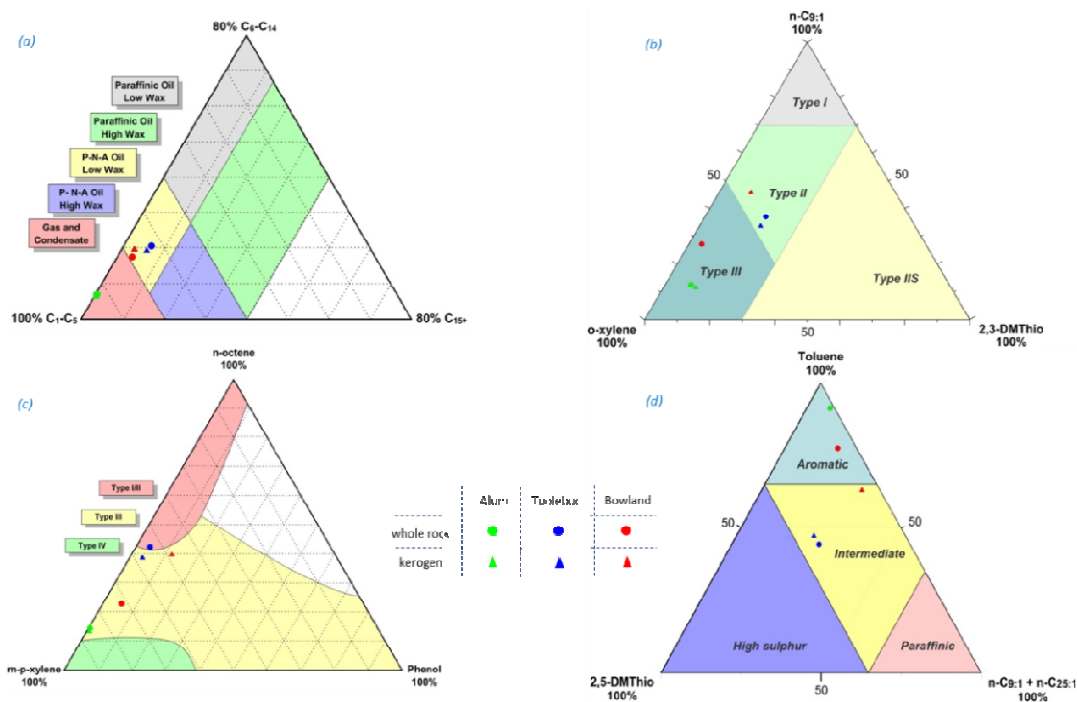 (a)
80% C₆-C₁₄
Paraffinic Oil
Low Wax
Paraffinic Oil
High Wax
P-N-A Oil
Low Wax
P- N-A Oil
High Wax
Gas and
Condensate
100% C₁-C₅
80% C₁₅₊
(b)
n-C₉:₁
100%
Type I
50
50
Type II
Type III
Type IIS
o-xylene
100%
50
2,3-DMThio
100%
(c)
n-octene
100%
Type I/II
Type III
Type IV
m-p-xylene
100%
Phenol
100%
Alum
Bowland
whole rock
kerogen
(d)
Toluene
100%
Aromatic
50
50
Intermediate
High sulphur
Paraffinic
2,5-DMThio
100%
50
n-C₉:₁ + n-C₂₅:₁
100%